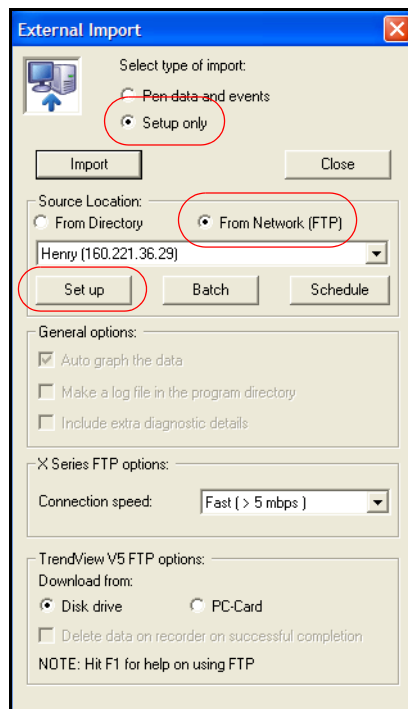 External Import
Select type of import:
Pen data and events
Setup only
Import Close
Source Location:
From Directory From Network (FTP)
Henry (160.221.36.29)
Set up Batch Schedule
General options:
Auto graph the data
Make a log file in the program directory
Include extra diagnostic details
X Series FTP options:
Connection speed: Fast ( > 5 mbps )
TrendView V5 FTP options:
Download from:
Disk drive PC-Card
Delete data on recorder on successful completion
NOTE: Hit F1 for help on using FTP